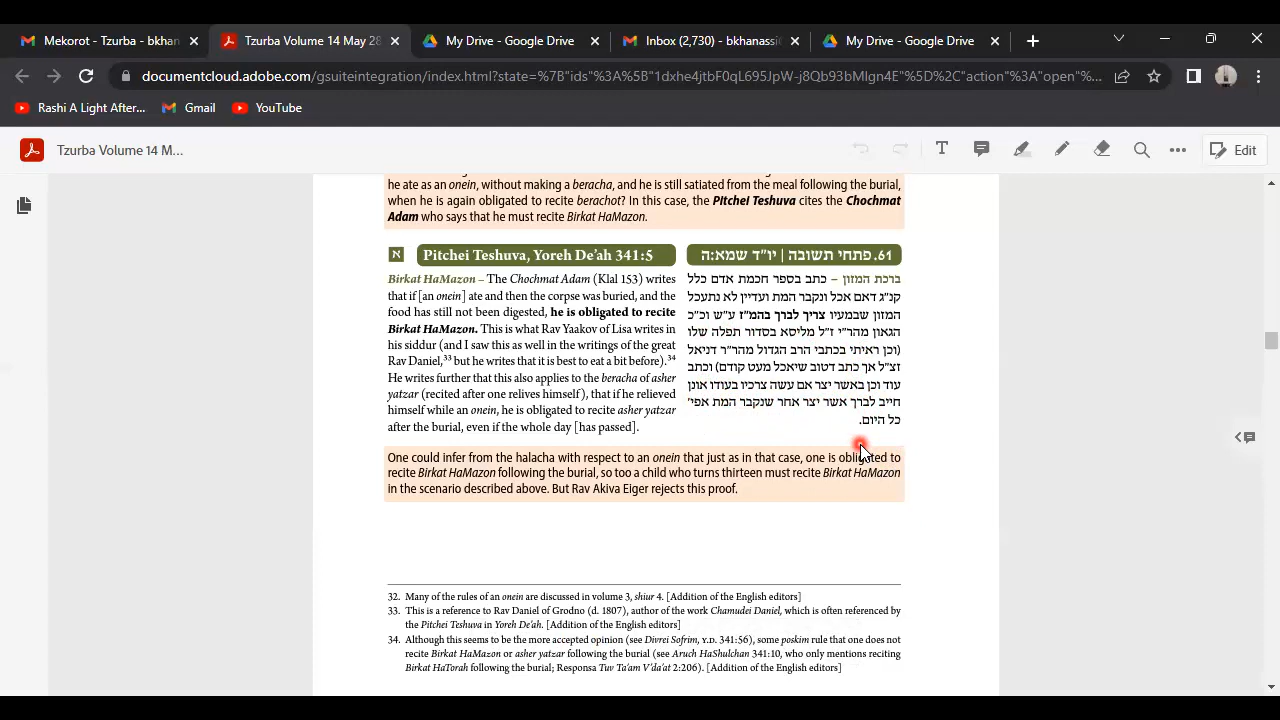 Mekorot - Tzurba - bkhan
Tzurba Volume 14 May 28
My Drive - Google Drive
Inbox (2,730) - bkhanassi
My Drive - Google Drive
documentcloud.adobe.com/gsuiteintegration/index.html?state=%7B"ids"%3A%5B"1dxhe4jtbF0qL695JpW-j8Qb93bMlgn4E"%5D%2C"action"%3A"open"%...
Rashi A Light After...
Gmail
YouTube
Tzurba Volume 14 M...
Edit
he ate as an onein, without making a beracha, and he is still satiated from the meal following the burial,
when he is again obligated to recite berachot? In this case, the Pitchei Teshuva cites the Chochmat
Adam who says that he must recite Birkat HaMazon.
א
Pitchei Teshuva, Yoreh De'ah 341:5
Birkat HaMazon – The Chochmat Adam (Klal 153) writes
that if [an onein] ate and then the corpse was buried, and the
food has still not been digested, he is obligated to recite
Birkat HaMazon. This is what Rav Yaakov of Lisa writes in
his siddur (and I saw this as well in the writings of the great
Rav Daniel,33 but he writes that it is best to eat a bit before).34
He writes further that this also applies to the beracha of asher
yatzar (recited after one relives himself), that if he relieved
himself while an onein, he is obligated to recite asher yatzar
after the burial, even if the whole day [has passed].
61. פתחי תשובה | יו"ד שמא:ה
ברכת המזון – כתב בספר חכמת אדם כלל
קנ"ג דאם אכל ונקבר המת ועדיין לא נתעכל
המזון שבמעיו צריך לברך בהמ"ז ע"ש וכ"כ
הגאון מהר"י ז"ל מליסא בסדור תפלה שלו
(וכן ראיתי בכתבי הרב הגדול מהר"ר דניאל
זצ"ל אך כתב דטוב שיאכל מעט קודם) וכתב
עוד וכן באשר יצר אם עשה צרכיו בעודו אונן
חייב לברך אשר יצר אחר שנקבר המת אפי'
כל היום.
One could infer from the halacha with respect to an onein that just as in that case, one is obligated to
recite Birkat HaMazon following the burial, so too a child who turns thirteen must recite Birkat HaMazon
in the scenario described above. But Rav Akiva Eiger rejects this proof.
32. Many of the rules of an onein are discussed in volume 3, shiur 4. [Addition of the English editors]
33. This is a reference to Rav Daniel of Grodno (d. 1807), author of the work Chamudei Daniel, which is often referenced by
the Pitchei Teshuva in Yoreh De'ah. [Addition of the English editors]
34. Although this seems to be the more accepted opinion (see Divrei Sofrim, Y.D. 341:56), some poskim rule that one does not
recite Birkat HaMazon or asher yatzar following the burial (see Aruch HaShulchan 341:10, who only mentions reciting
Birkat HaTorah following the burial; Responsa Tuv Ta'am V'da'at 2:206). [Addition of the English editors]